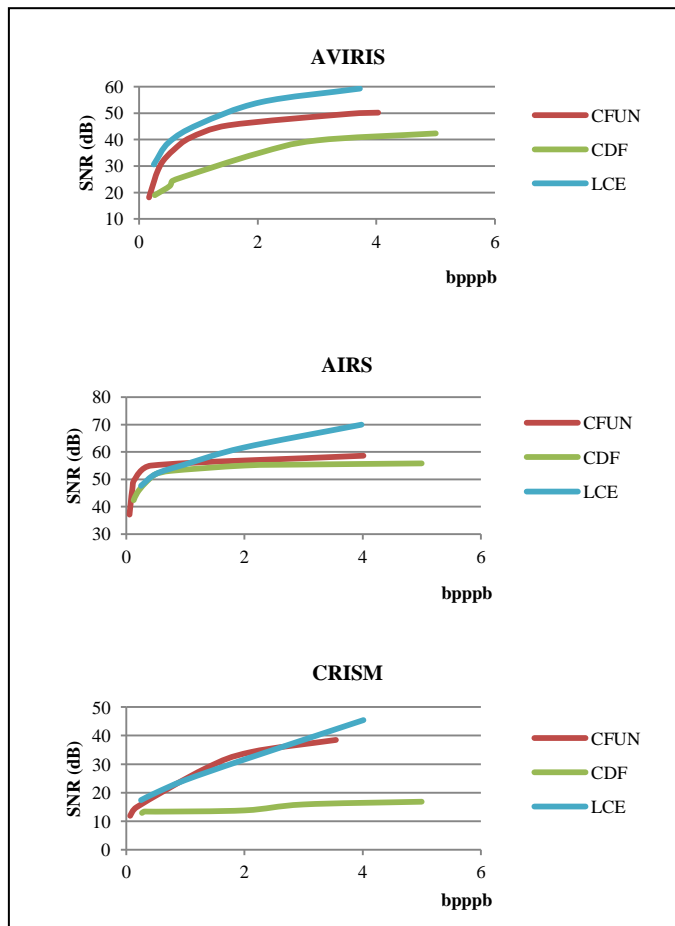 AVIRIS
60
50
40
30
20
10
SNR (dB)
0 2 4 6
bpppb
CFUN
CDF
LCE
AIRS
80
70
60
50
40
30
SNR (dB)
0 2 4 6
bpppb
CFUN
CDF
LCE
CRISM
50
40
30
20
10
0
SNR (dB)
0 2 4 6
bpppb
CFUN
CDF
LCE